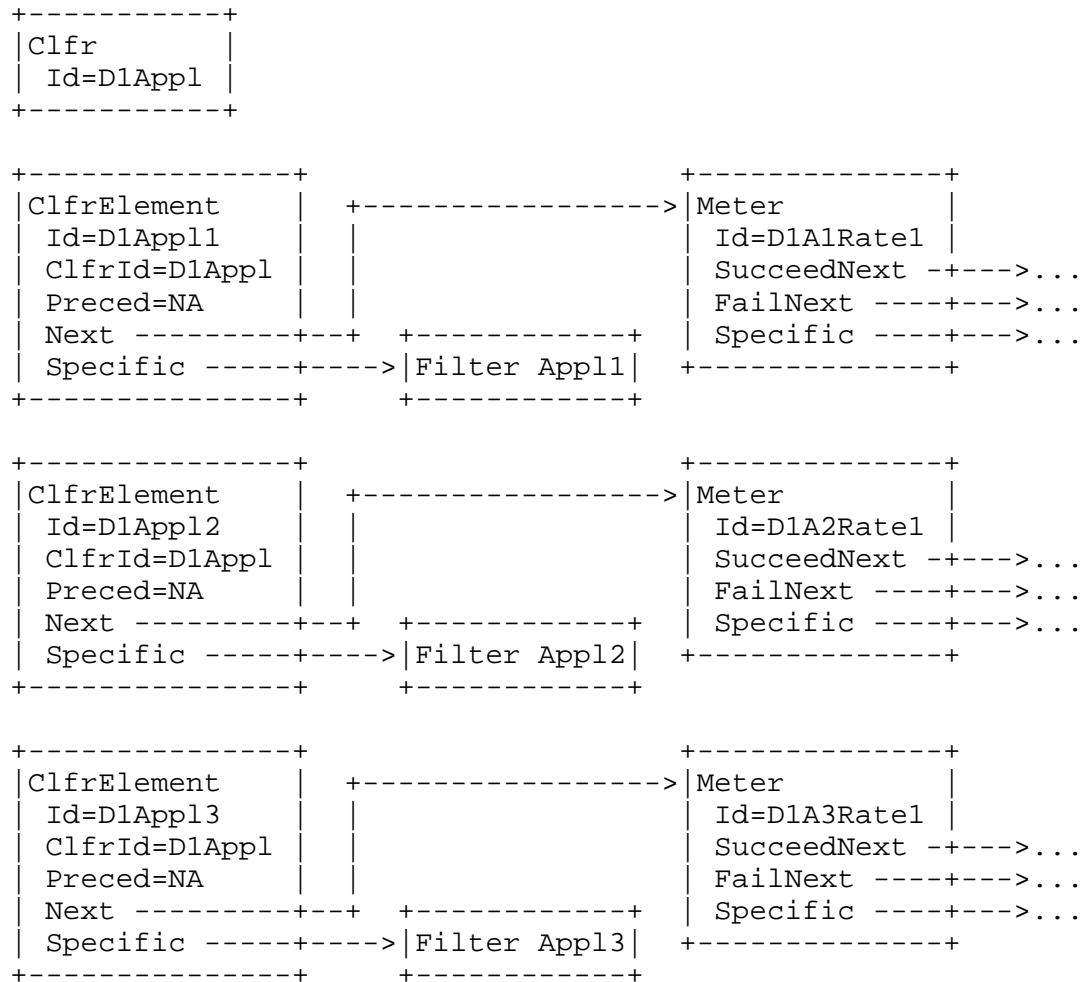 +-----------+
|Clfr       |
| Id=D1Appl |
+-----------+

+---------------+                      +--------------+
|ClfrElement    |  +------------------>|Meter         |
| Id=D1Appl1    |  |                   | Id=D1A1Rate1 |
| ClfrId=D1Appl |  |                   | SucceedNext -+--->...
| Preced=NA     |  |                   | FailNext ----+--->...
| Next ---------+--+  +------------+   | Specific ----+--->...
| Specific -----+---->|Filter Appl1|   +--------------+
+---------------+     +------------+

+---------------+                      +--------------+
|ClfrElement    |  +------------------>|Meter         |
| Id=D1Appl2    |  |                   | Id=D1A2Rate1 |
| ClfrId=D1Appl |  |                   | SucceedNext -+--->...
| Preced=NA     |  |                   | FailNext ----+--->...
| Next ---------+--+  +------------+   | Specific ----+--->...
| Specific -----+---->|Filter Appl2|   +--------------+
+---------------+     +------------+

+---------------+                      +--------------+
|ClfrElement    |  +------------------>|Meter         |
| Id=D1Appl3    |  |                   | Id=D1A3Rate1 |
| ClfrId=D1Appl |  |                   | SucceedNext -+--->...
| Preced=NA     |  |                   | FailNext ----+--->...
| Next ---------+--+  +------------+   | Specific ----+--->...
| Specific -----+---->|Filter Appl3|   +--------------+
+---------------+     +------------+